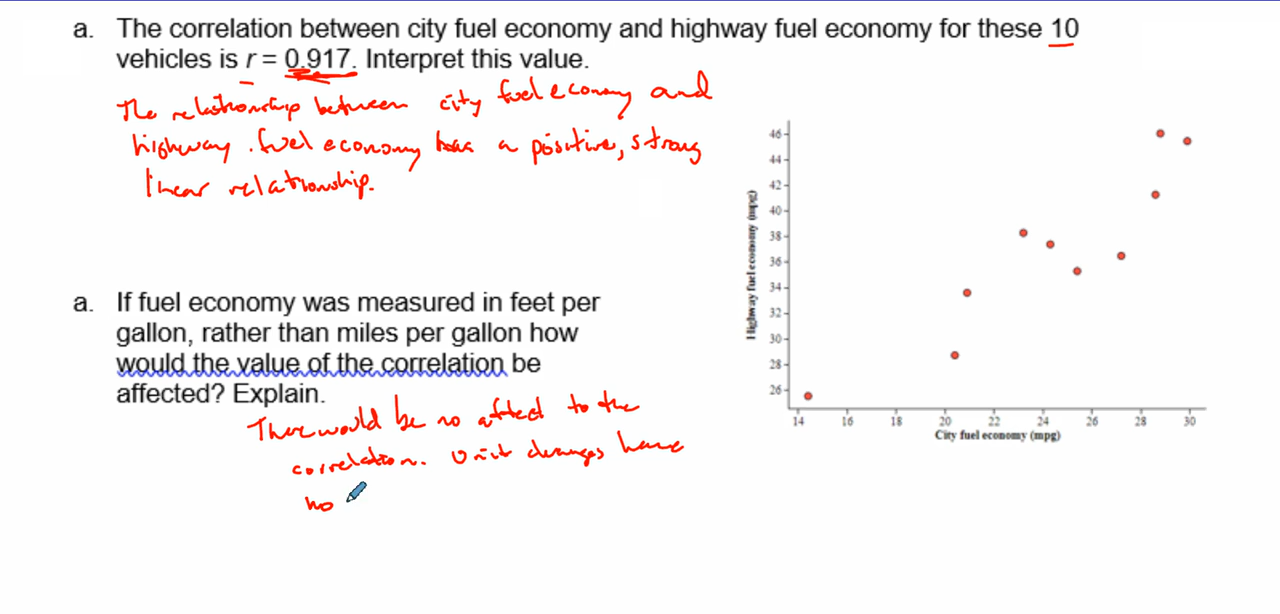 a. The correlation between city fuel economy and highway fuel economy for these 10
vehicles is r = 0.917. Interpret this value.
The relationship between city fuel economy and
highway fuel economy has a positive, strong
linear relationship.
a. If fuel economy was measured in feet per
gallon, rather than miles per gallon how
would the value of the correlation be
affected? Explain.
There would be no affect to the
correlation. Unit changes have
no
Highway fuel economy (mpg)
46
44
42
40
38
36
34
32
30
28
26
14 16 18 20 22 24 26 28 30
City fuel economy (mpg)